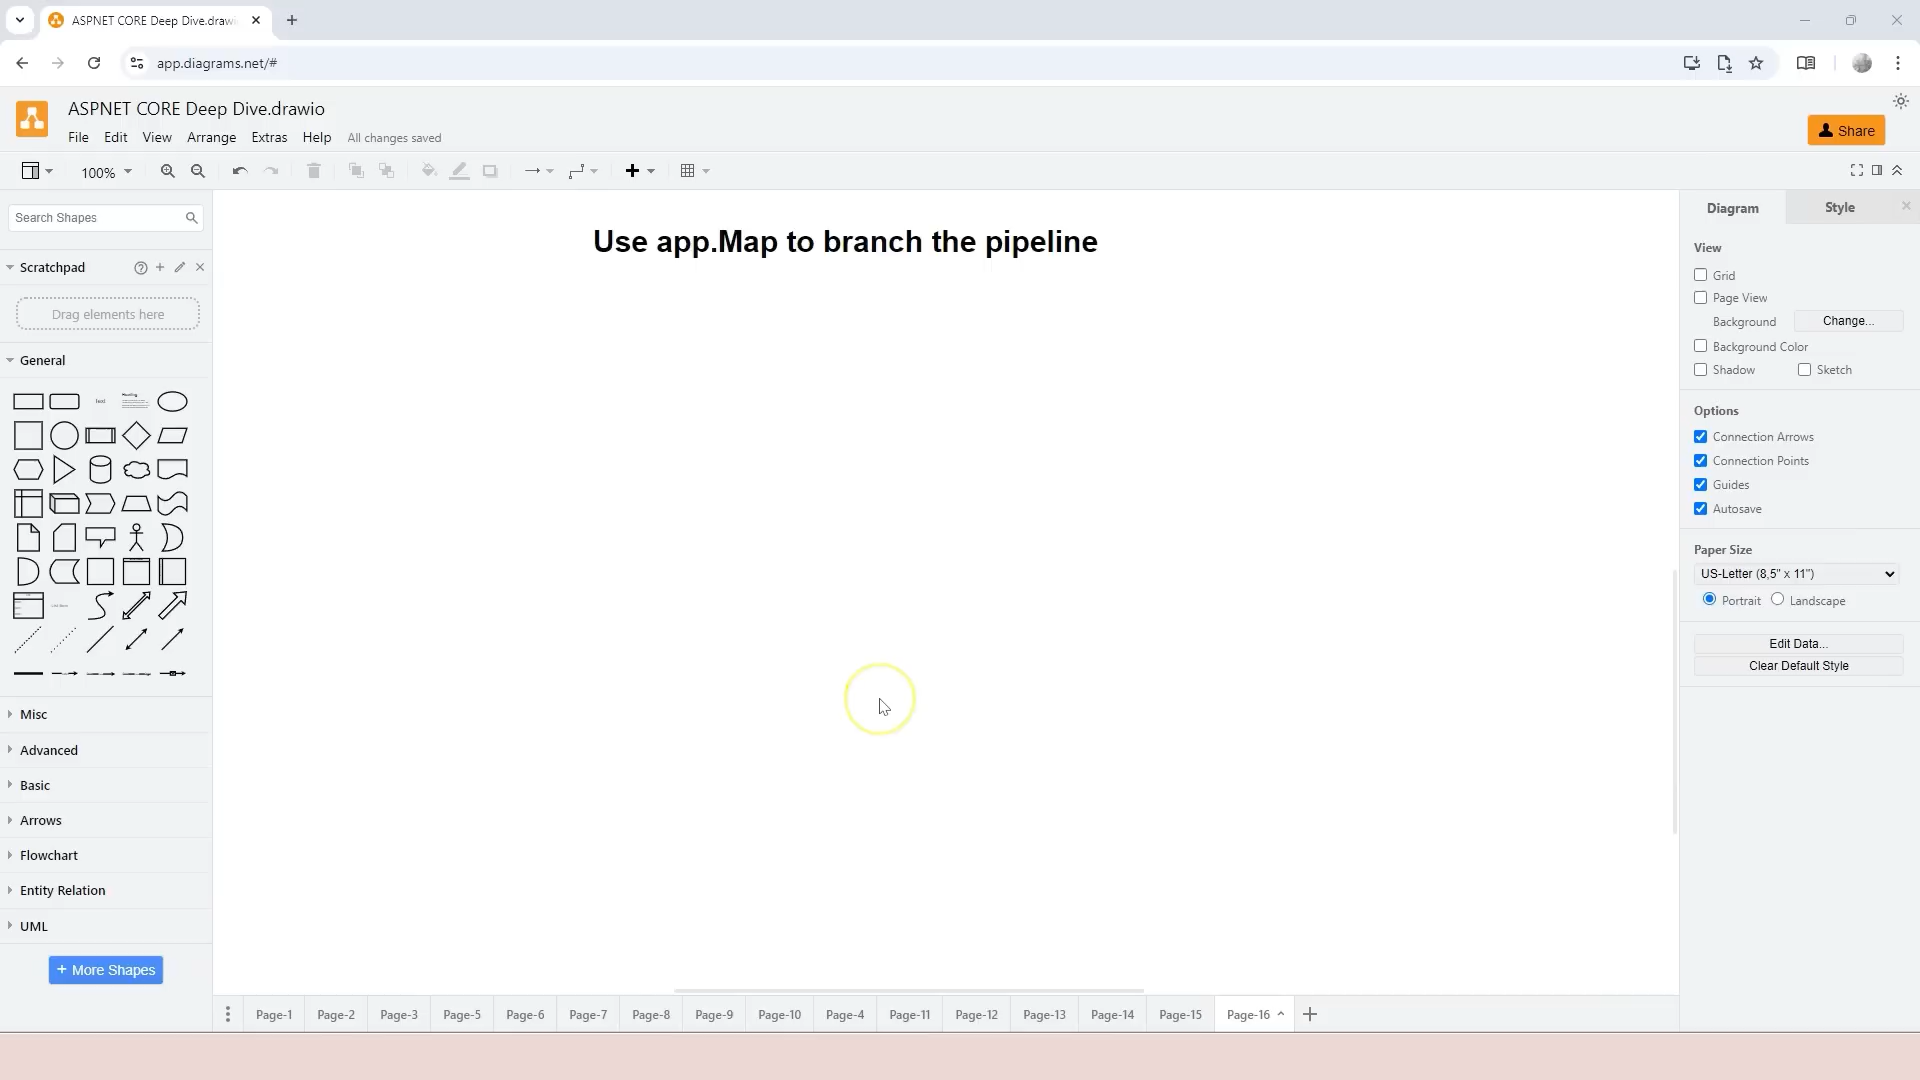 ASPNET CORE Deep Dive.draw
app.diagrams.net/#
ASPNET CORE Deep Dive.drawio
File Edit View Arrange Extras Help All changes saved
Share
100%
Search Shapes
Scratchpad
Drag elements here
General
Text
Heading
Misc
Advanced
Basic
Arrows
Flowchart
Entity Relation
UML
+ More Shapes
Use app.Map to branch the pipeline
Diagram Style
View
Grid
Page View
Background Change...
Background Color
Shadow Sketch
Options
Connection Arrows
Connection Points
Guides
Autosave
Paper Size
US-Letter (8,5" x 11")
Portrait Landscape
Edit Data...
Clear Default Style
Page-1 Page-2 Page-3 Page-5 Page-6 Page-7 Page-8 Page-9 Page-10 Page-4 Page-11 Page-12 Page-13 Page-14 Page-15 Page-16